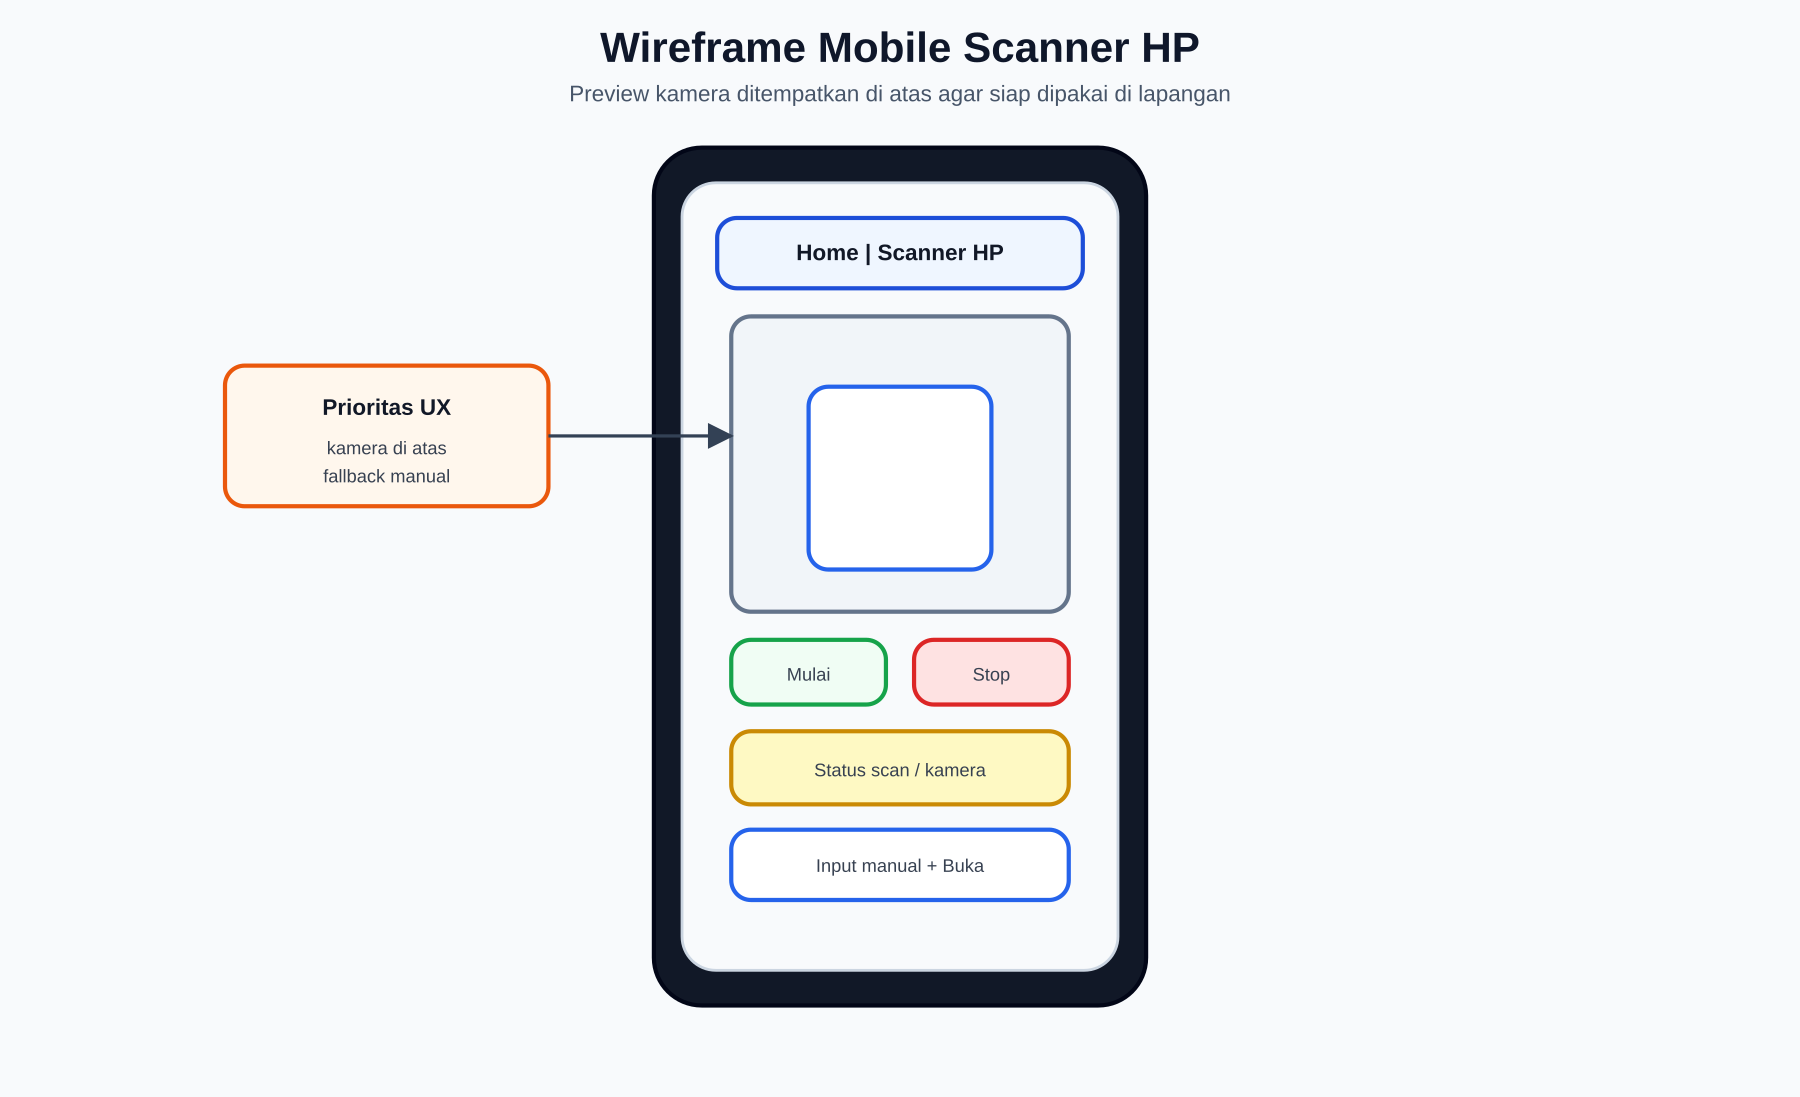 Wireframe Mobile Scanner HP
Preview kamera ditempatkan di atas agar siap dipakai di lapangan
Home | Scanner HP
Prioritas UX
kamera di atas
fallback manual
Mulai
Stop
Status scan / kamera
Input manual + Buka